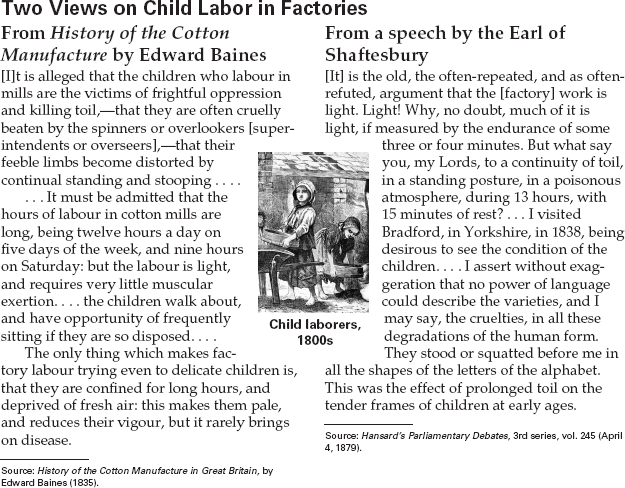 Two Views on Child Labor in Factories
From History of the Cotton
Manufacture by Edward Baines
[I]t is alleged that the children who labour in
mills are the victims of frightful oppression
and killing toil,—that they are often cruelly
beaten by the spinners or overlookers [super-
intendents or overseers],—that their
feeble limbs become distorted by
continual standing and stooping . . . .
. . . It must be admitted that the
hours of labour in cotton mills are
long, being twelve hours a day on
five days of the week, and nine hours
on Saturday: but the labour is light,
and requires very little muscular
exertion. . . . the children walk about,
and have opportunity of frequently
sitting if they are so disposed. . . .
The only thing which makes fac-
tory labour trying even to delicate children is,
that they are confined for long hours, and
deprived of fresh air: this makes them pale,
and reduces their vigour, but it rarely brings
on disease.
Source: History of the Cotton Manufacture in Great Britain, by
Edward Baines (1835).
Child laborers,
1800s
From a speech by the Earl of
Shaftesbury
[It] is the old, the often-repeated, and as often-
refuted, argument that the [factory] work is
light. Light! Why, no doubt, much of it is
light, if measured by the endurance of some
three or four minutes. But what say
you, my Lords, to a continuity of toil,
in a standing posture, in a poisonous
atmosphere, during 13 hours, with
15 minutes of rest? . . . I visited
Bradford, in Yorkshire, in 1838, being
desirous to see the condition of the
children. . . . I assert without exag-
geration that no power of language
could describe the varieties, and I
may say, the cruelties, in all these
degradations of the human form.
They stood or squatted before me in
all the shapes of the letters of the alphabet.
This was the effect of prolonged toil on the
tender frames of children at early ages.
Source: Hansard's Parliamentary Debates, 3rd series, vol. 245 (April
4, 1879).